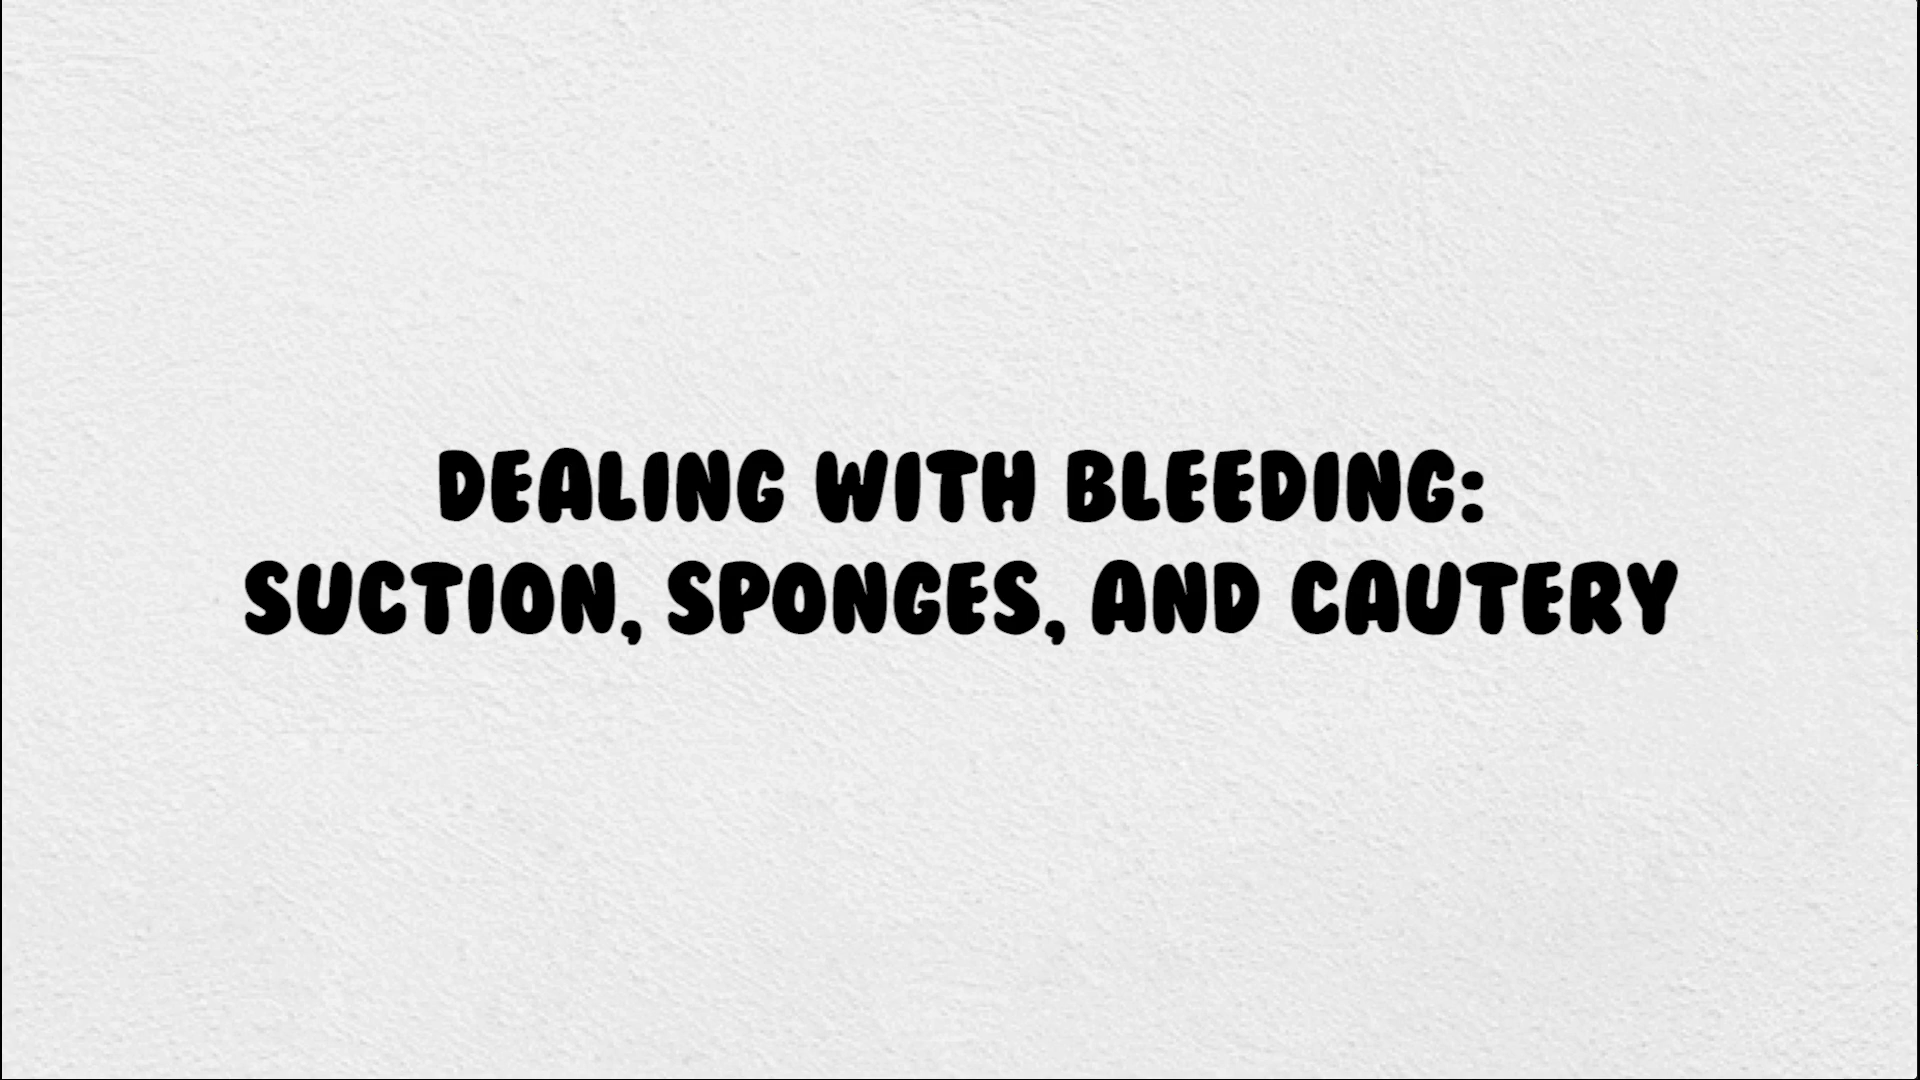 DEALING WITH BLEEDING:
SUCTION, SPONGES, AND CAUTERY